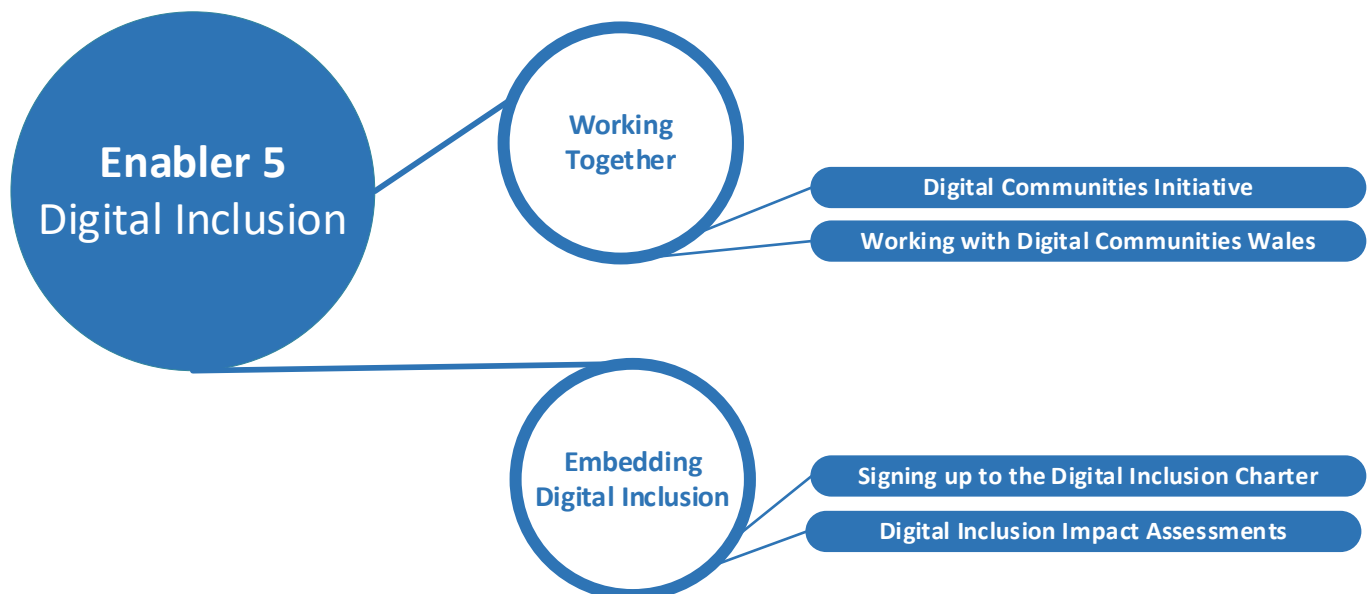 Enabler 5
Digital Inclusion
Working
Together
Digital Communities Initiative
Working with Digital Communities Wales
Embedding
Digital Inclusion
Signing up to the Digital Inclusion Charter
Digital Inclusion Impact Assessments